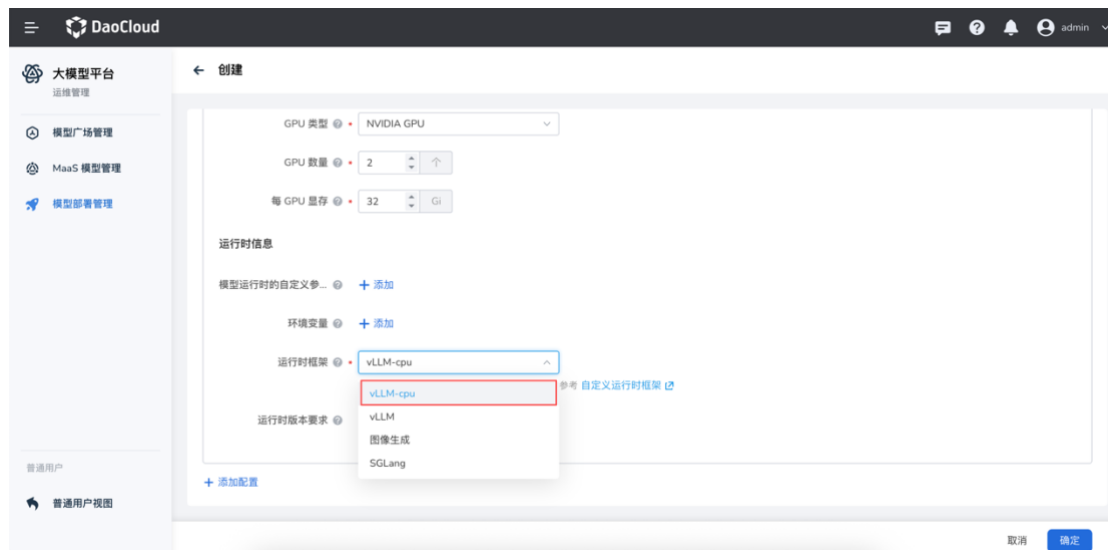 DaoCloud
admin
大模型平台
运维管理
创建
模型广场管理
MaaS 模型管理
模型部署管理
GPU 类型
NVIDIA GPU
GPU 数量
2
个
每 GPU 显存
32
Gi
运行时信息
模型运行时的自定义参...
添加
环境变量
添加
运行时框架
vLLM-cpu
vLLM-cpu
参考 自定义运行时框架
vLLM
运行时版本要求
图像生成
SGLang
添加配置
普通用户
普通用户视图
取消
确定